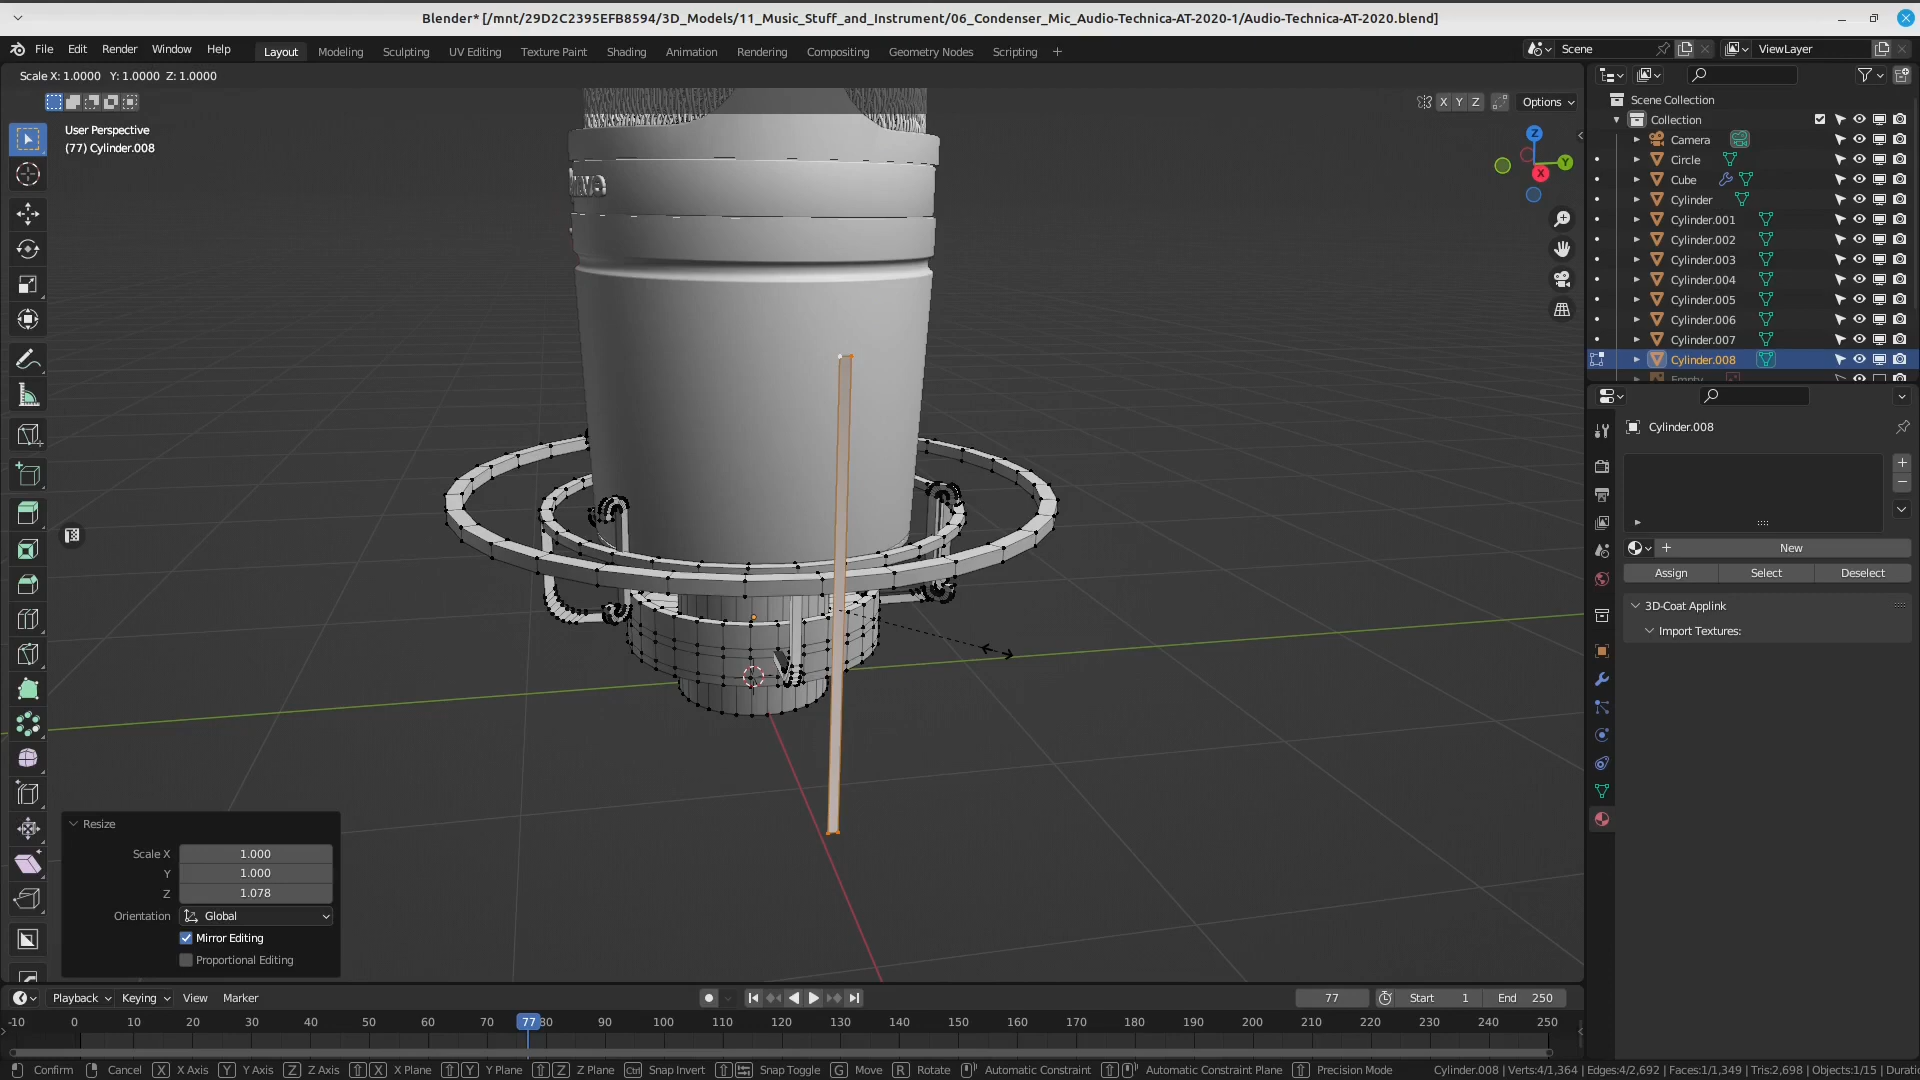 Blender* [/mnt/29D2C2395EFB8594/3D_Models/11_Music_Stuff_and_Instrument/06_Condenser_Mic_Audio-Technica-AT-2020-1/Audio-Technica-AT-2020.blend]
File Edit Render Window Help Layout Modeling Sculpting UV Editing Texture Paint Shading Animation Rendering Compositing Geometry Nodes Scripting + Scene ViewLayer
Scale X: 1.0000 Y: 1.0000 Z: 1.0000
X Y Z Options
User Perspective
(77) Cylinder.008
Z
Y
X
Scene Collection
Collection
Camera
Circle
Cube
Cylinder
Cylinder.001
Cylinder.002
Cylinder.003
Cylinder.004
Cylinder.005
Cylinder.006
Cylinder.007
Cylinder.008
Empty
Cylinder.008
+ New
Assign Select Deselect
3D-Coat Applink
Import Textures:
Resize
Scale X 1.000
Y 1.000
Z 1.078
Orientation Global
Mirror Editing
Proportional Editing
Playback Keying View Marker 77 Start 1 End 250
-10 0 10 20 30 40 50 60 70 77 80 90 100 110 120 130 140 150 160 170 180 190 200 210 220 230 240 250
Confirm Cancel X X Axis Y Y Axis Z Z Axis X X Plane Y Y Plane Z Z Plane Ctrl Snap Invert Snap Toggle G Move R Rotate Automatic Constraint Automatic Constraint Plane Precision Mode Cylinder.008 | Verts:4/1,364 | Edges:4/2,692 | Faces:1/1,349 | Tris:2,698 | Objects:1/15 | Durati